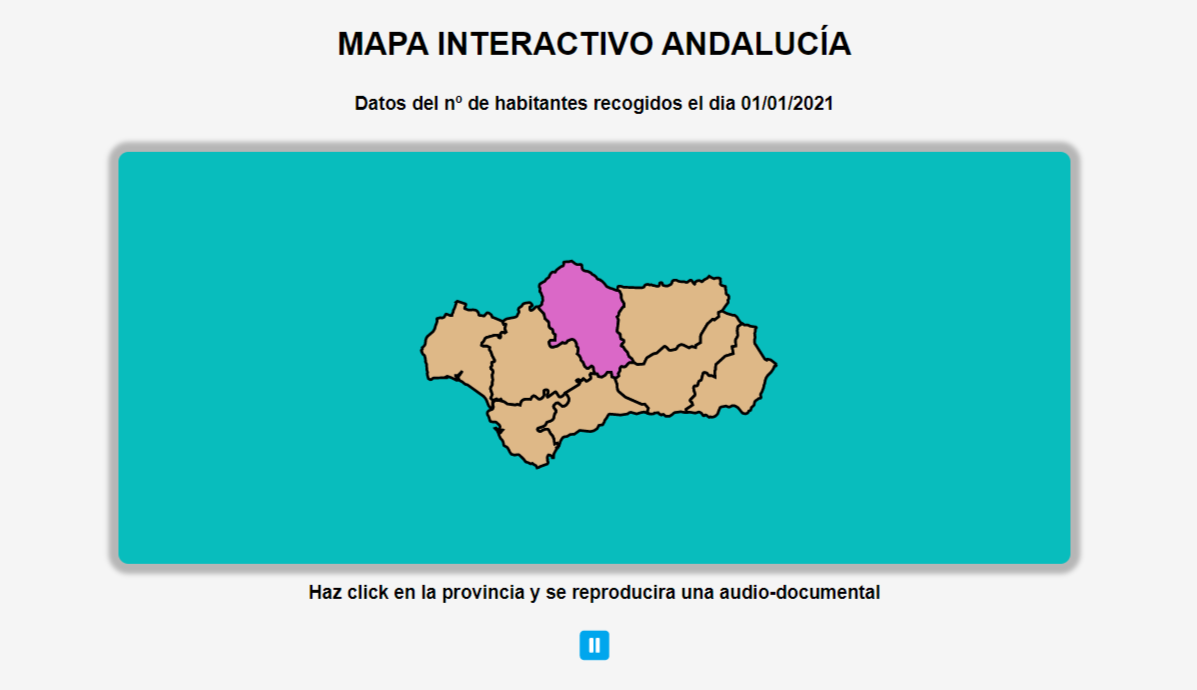 MAPA INTERACTIVO ANDALUCÍA
Datos del nº de habitantes recogidos el dia 01/01/2021
Haz click en la provincia y se reproducira una audio-documental